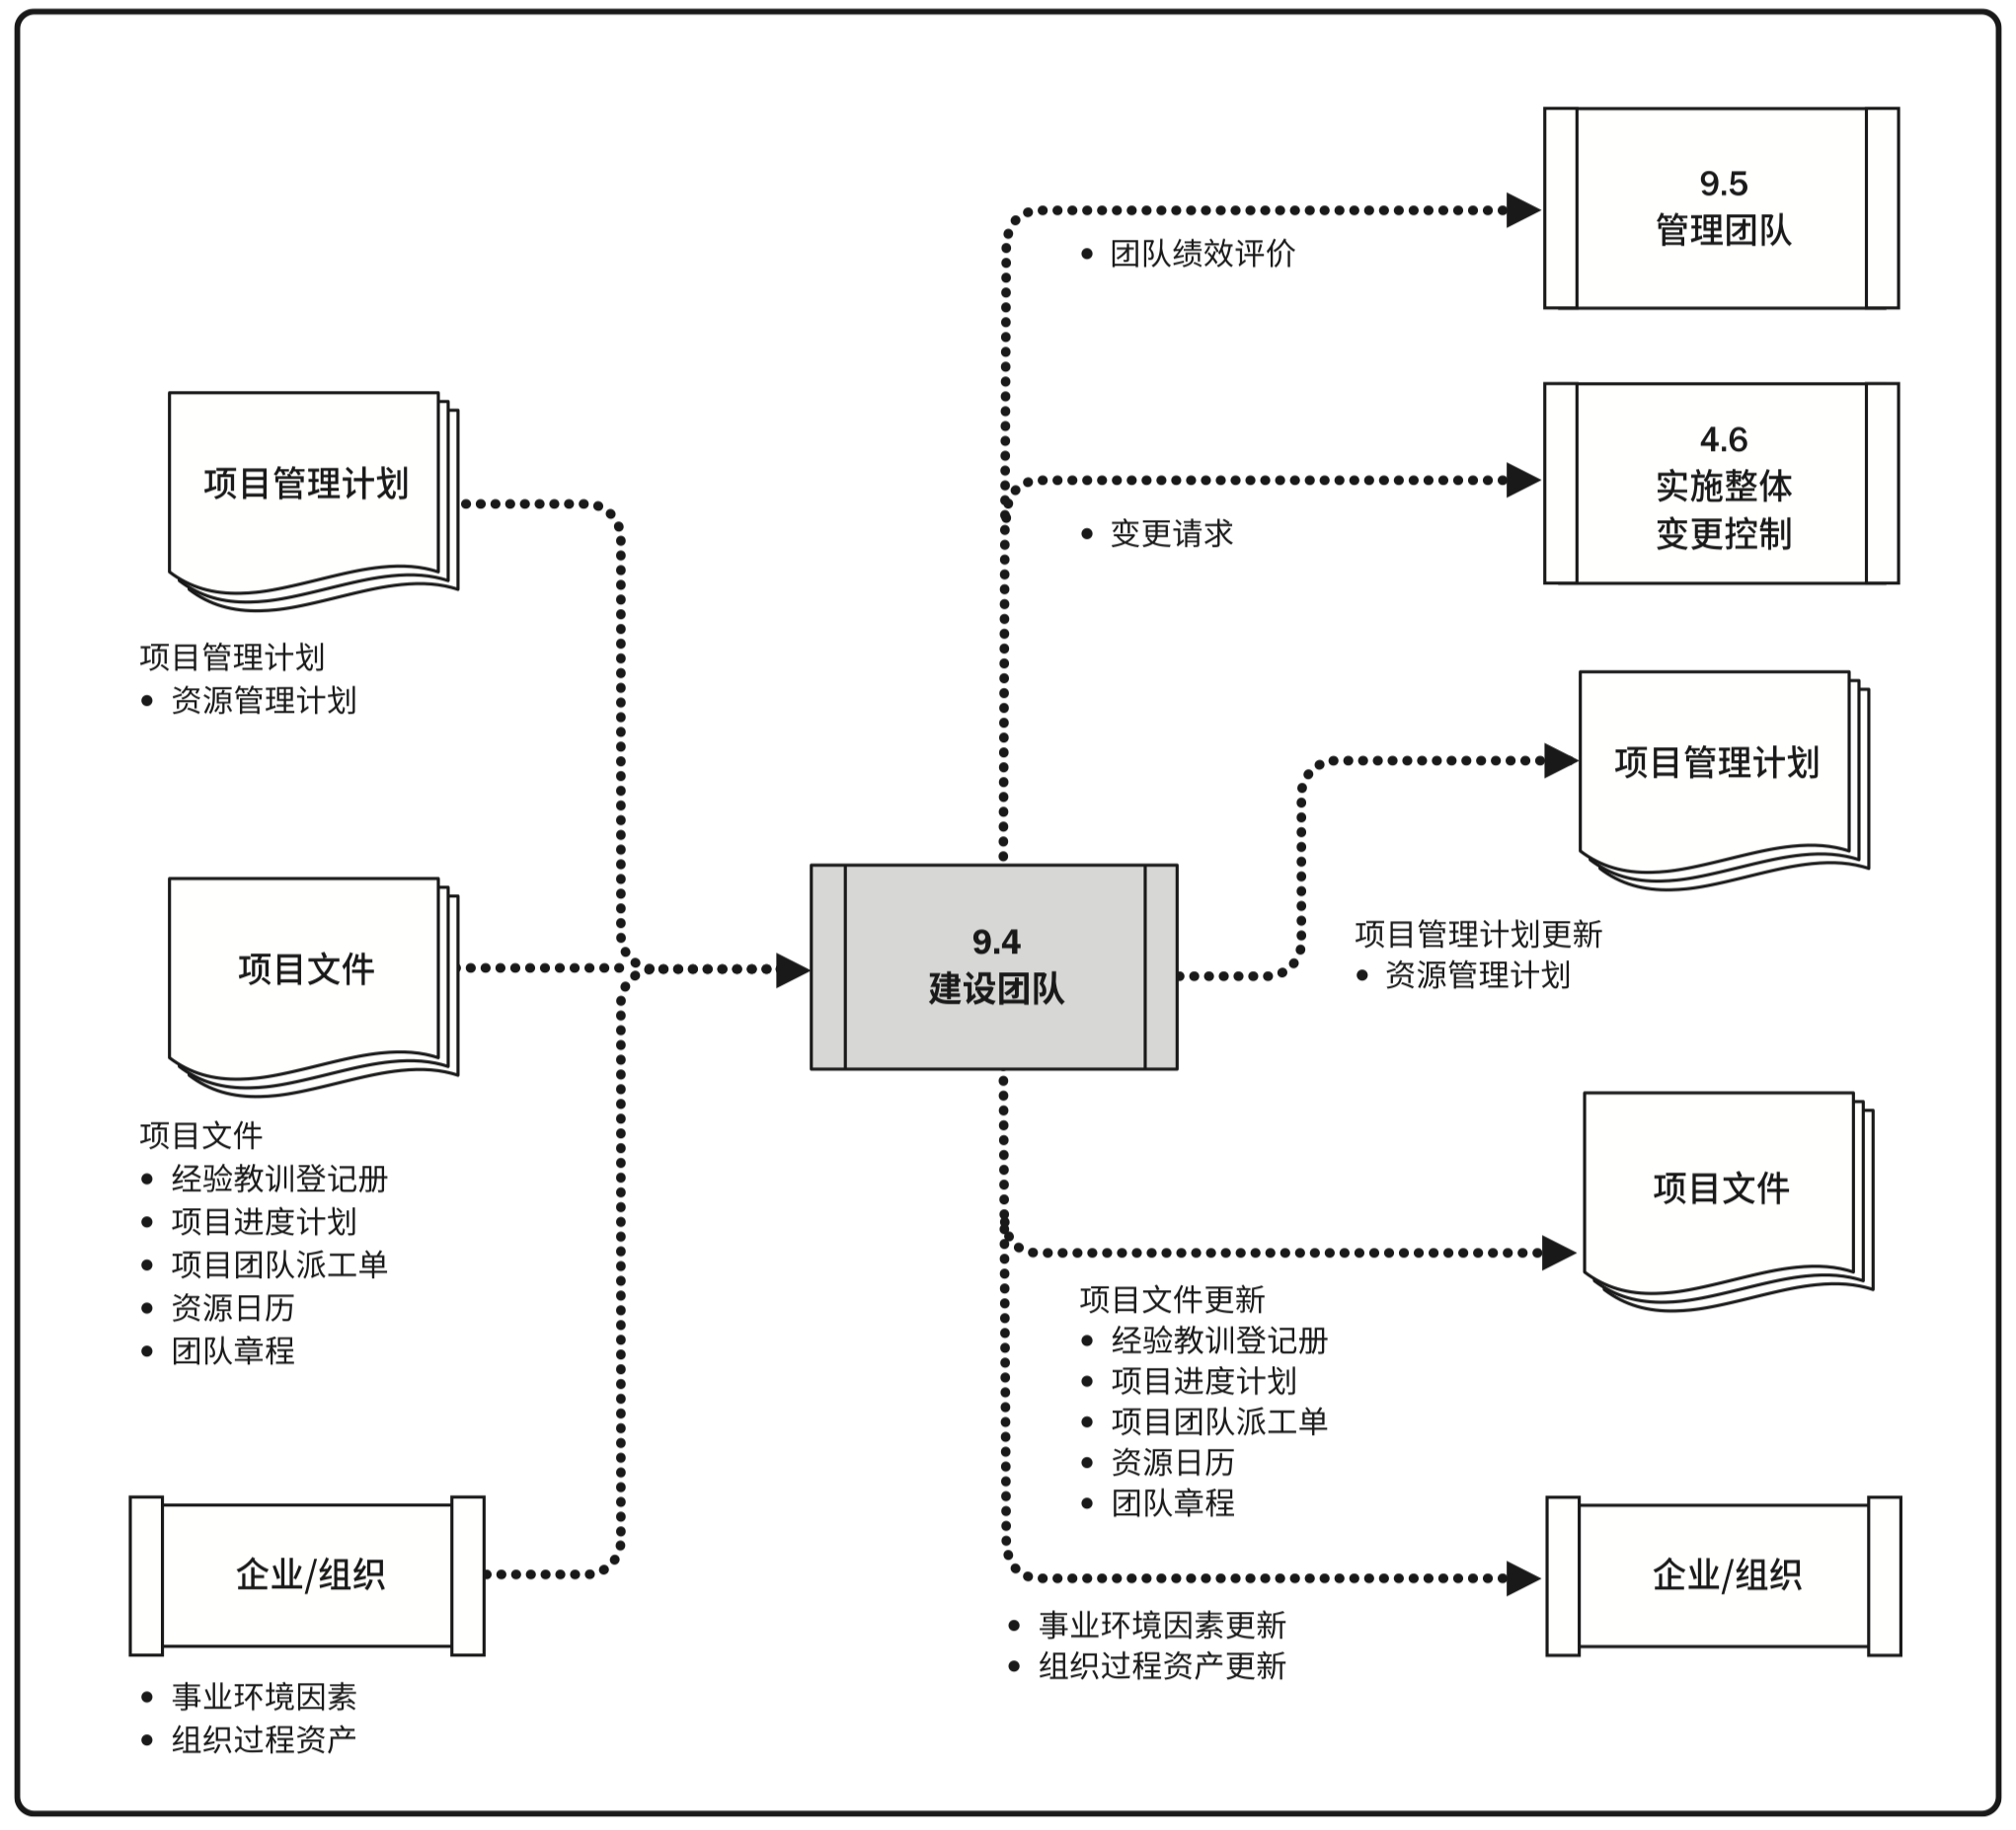 项目管理计划
项目管理计划
• 资源管理计划
项目文件
项目文件
• 经验教训登记册
• 项目进度计划
• 项目团队派工单
• 资源日历
• 团队章程
企业/组织
• 事业环境因素
• 组织过程资产
9.4
建设团队
• 团队绩效评价
9.5
管理团队
• 变更请求
4.6
实施整体
变更控制
项目管理计划
项目管理计划更新
• 资源管理计划
项目文件
项目文件更新
• 经验教训登记册
• 项目进度计划
• 项目团队派工单
• 资源日历
• 团队章程
企业/组织
• 事业环境因素更新
• 组织过程资产更新